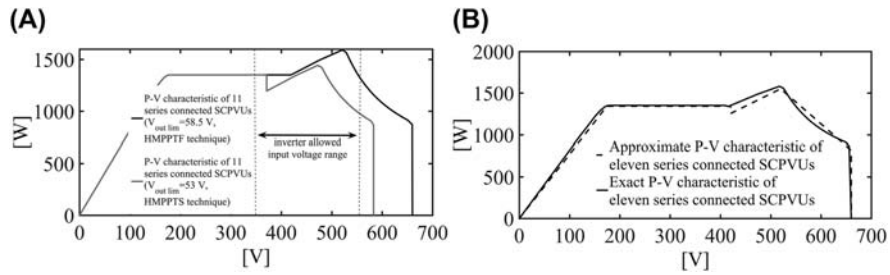 (A)
1500
1000
500
0
[W]
P-V characteristic of 11
series connected SCPVUs
(Vout lim=58.5 V,
HMPPTF technique)
P-V characteristic of 11
series connected SCPVUs
(Vout lim=53 V,
HMPPTS technique)
inverter allowed
input voltage range
0 100 200 300 400 500 600 700
[V]
(B)
2000
1500
1000
500
0
[W]
Approximate P-V characteristic of
eleven series connected SCPVUs
Exact P-V characteristic of
eleven series connected SCPVUs
0 100 200 300 400 500 600 700
[V]